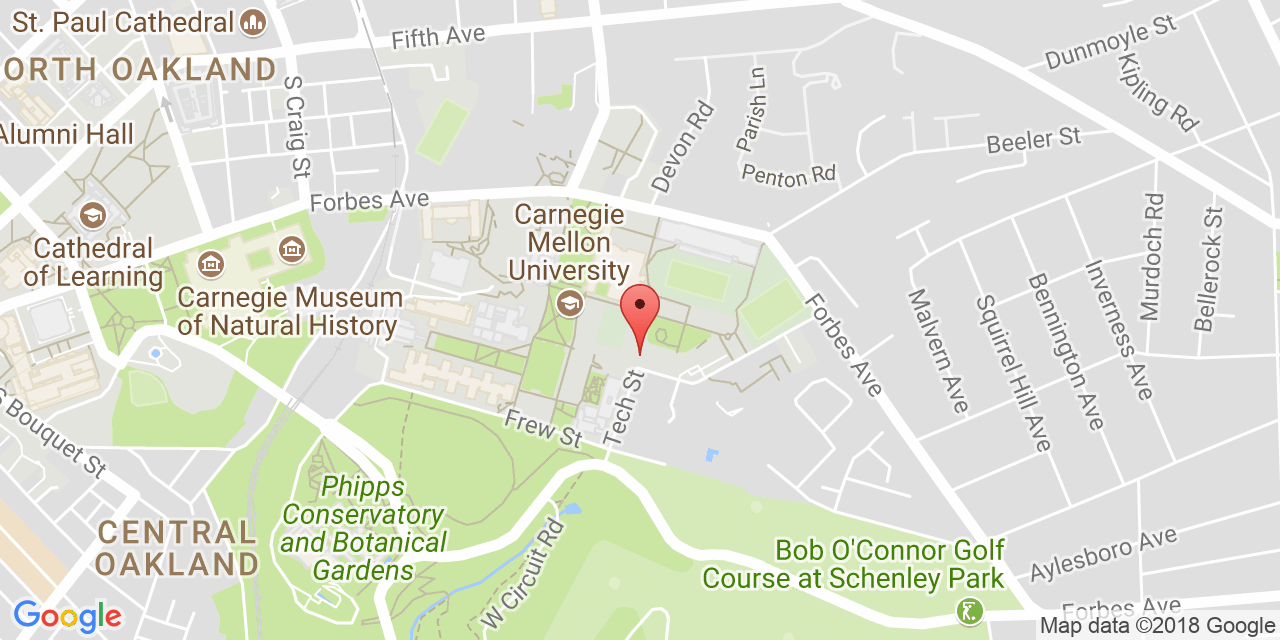 St. Paul Cathedral
Fifth Ave
Dunmoyle St
ORTH OAKLAND
Kipling Rd
S Craig St
Parish Ln
Devon Rd
Alumni Hall
Beeler St
Penton Rd
Forbes Ave
Carnegie
Mellon
University
Cathedral
of Learning
Murdoch Rd
Bellerock St
Carnegie Museum
of Natural History
Forbes Ave
Malvern Ave
Squirrel Hill Ave
Bennington Ave
Inverness Ave
Tech St
Frew St
S Bouquet St
Phipps
Conservatory
and Botanical
Gardens
CENTRAL
OAKLAND
W Circuit Rd
Bob O'Connor Golf
Course at Schenley Park
Aylesboro Ave
Forbes Ave
Google
Map data ©2018 Google